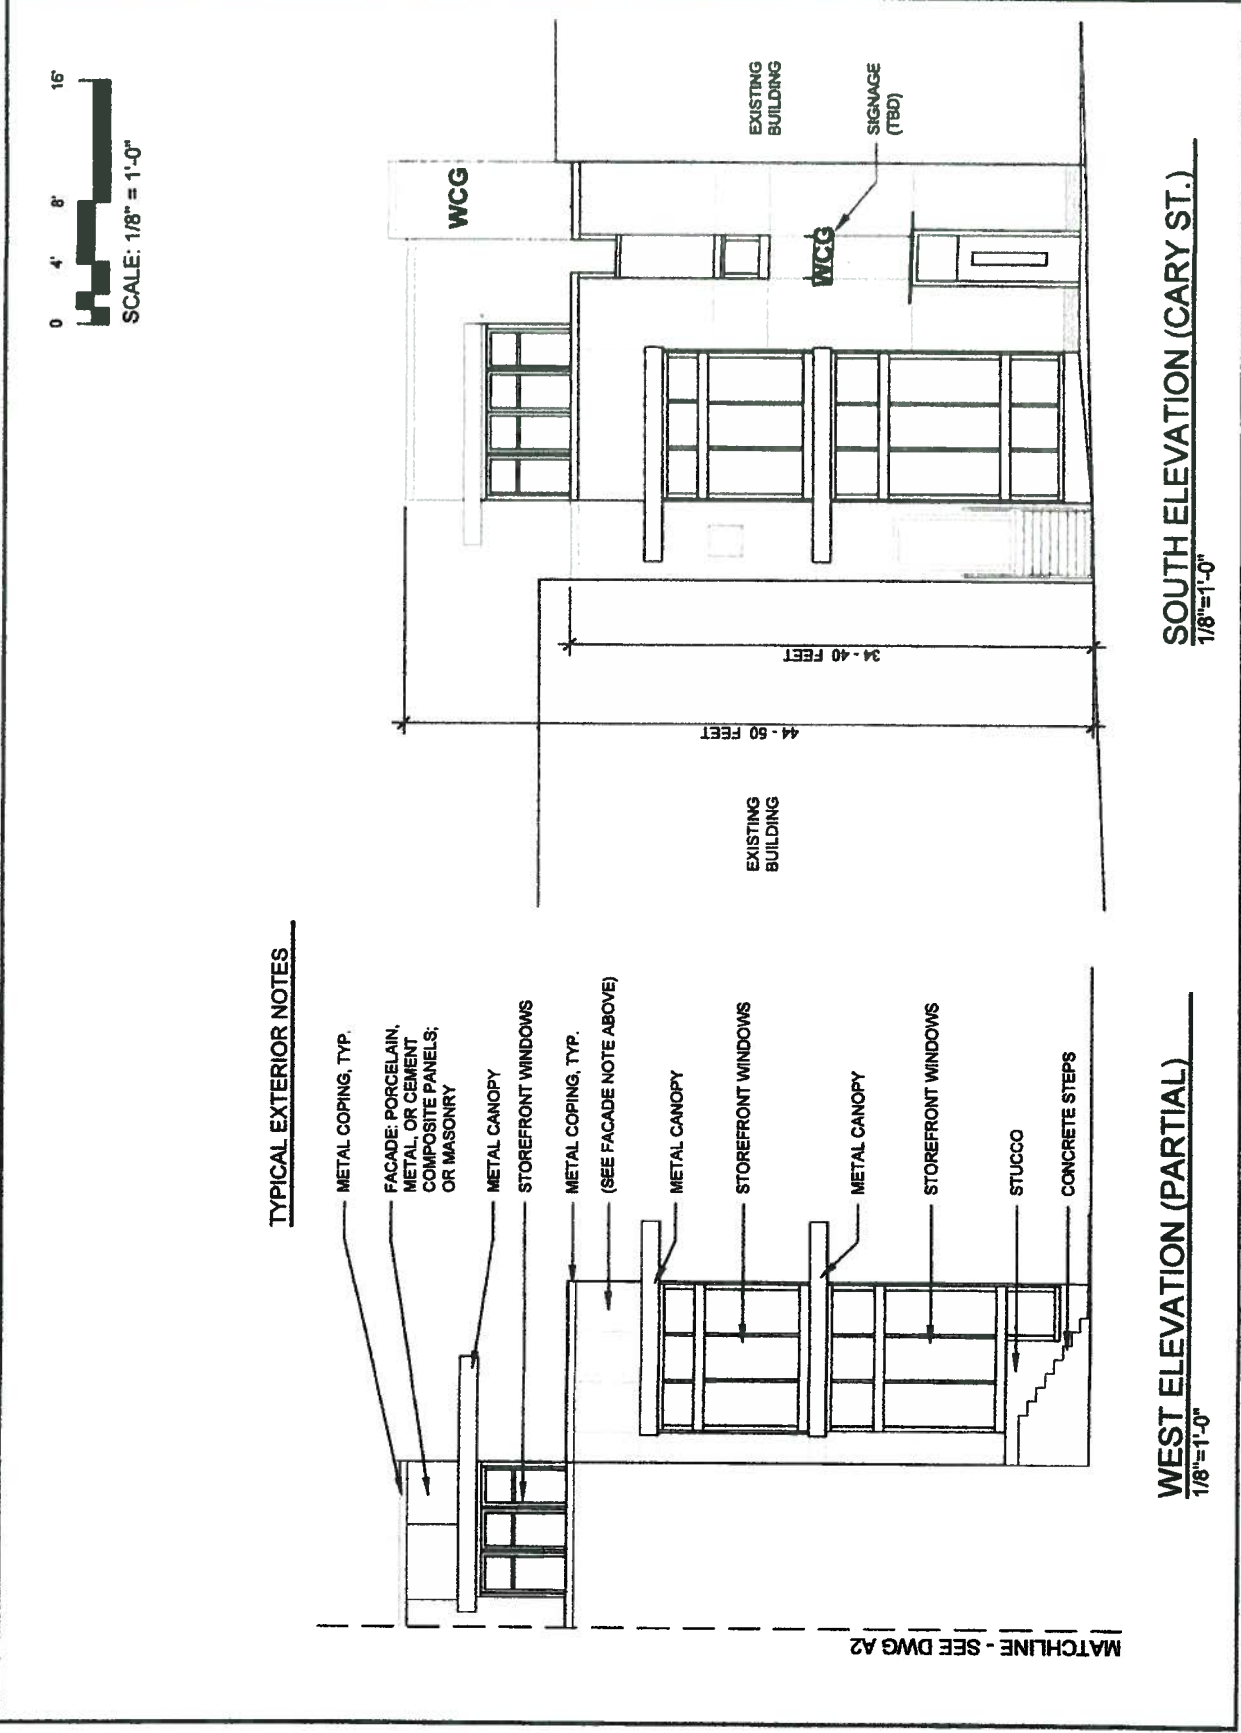 TYPICAL EXTERIOR NOTES
METAL COPING, TYP.
FACADE: PORCELAIN,
METAL, OR CEMENT
COMPOSITE PANELS;
OR MASONRY
METAL CANOPY
STOREFRONT WINDOWS
METAL COPING, TYP.
(SEE FACADE NOTE ABOVE)
METAL CANOPY
STOREFRONT WINDOWS
METAL CANOPY
STOREFRONT WINDOWS
STUCCO
CONCRETE STEPS
MATCHLINE - SEE DWG A2
WEST ELEVATION (PARTIAL)
1/8"=1'-0"
0 4' 8' 16'
SCALE: 1/8" = 1'-0"
WCG
EXISTING
BUILDING
SIGNAGE
(TBD)
WCG
34 - 40 FEET
44 - 50 FEET
EXISTING
BUILDING
SOUTH ELEVATION (CARY ST.)
1/8"=1'-0"